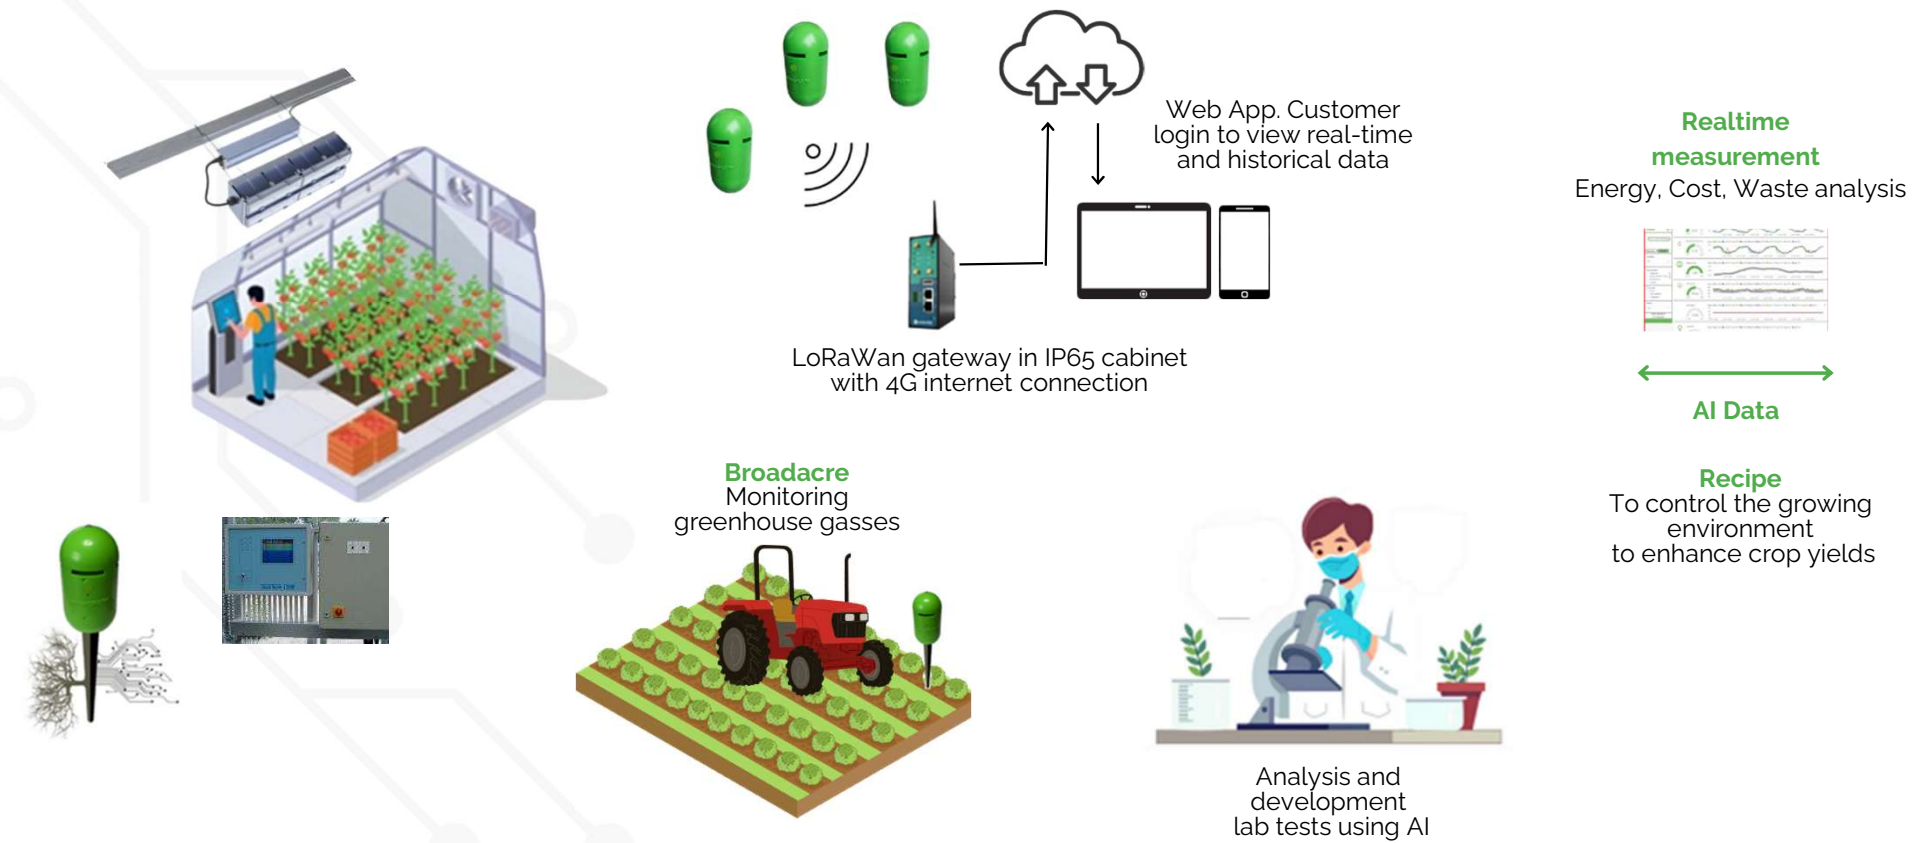 Web App. Customer
login to view real-time
and historical data
LoRaWan gateway in IP65 cabinet
with 4G internet connection
Realtime
measurement
Energy, Cost, Waste analysis
AI Data
Recipe
To control the growing
environment
to enhance crop yields
Broadacre
Monitoring
greenhouse gasses
Analysis and
development
lab tests using AI